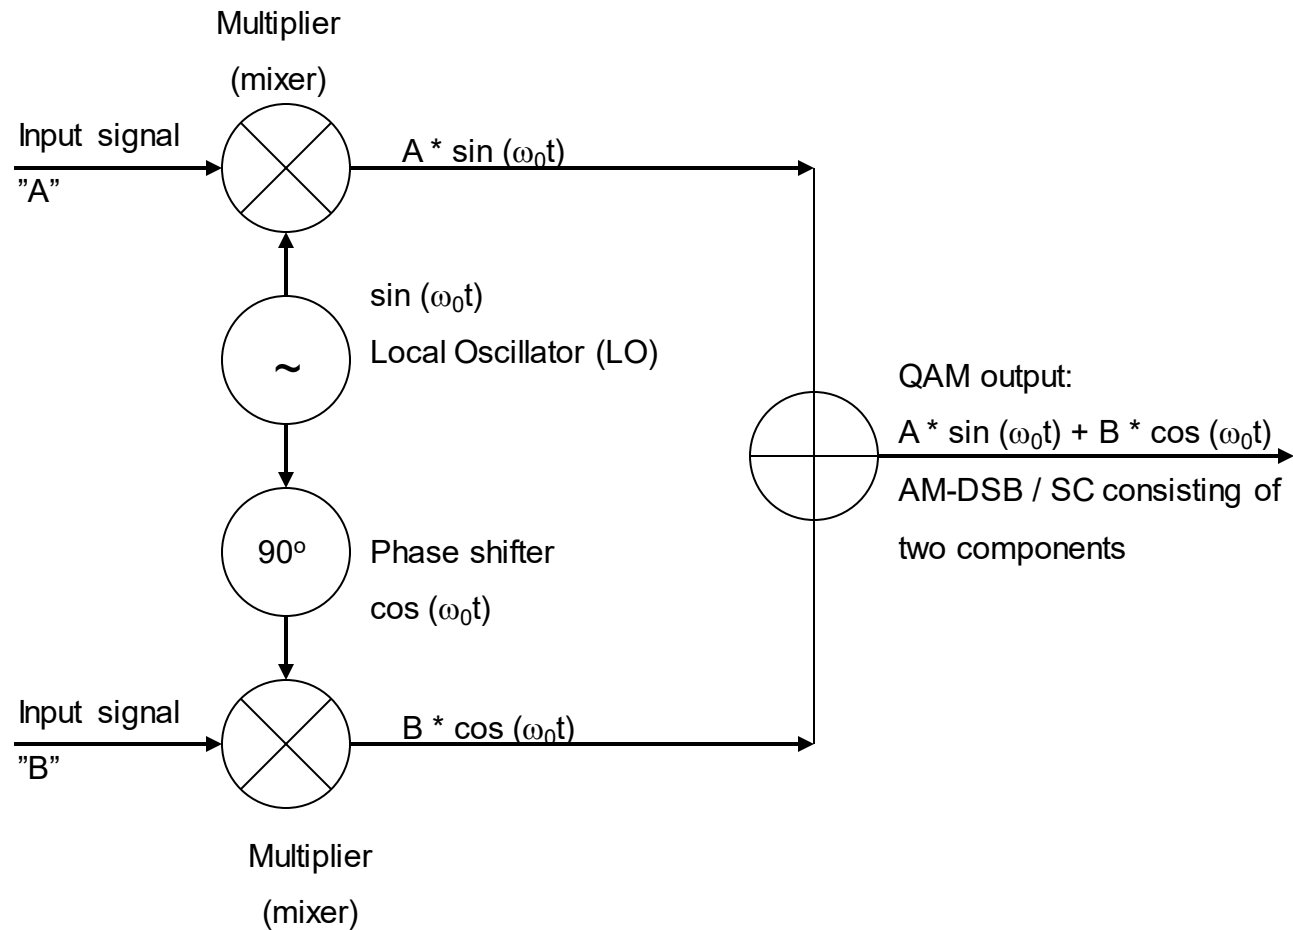 Multiplier
(mixer)
Input signal
”A”
A * sin (ω₀t)
sin (ω₀t)
Local Oscillator (LO)
~
90º
Phase shifter
cos (ω₀t)
QAM output:
A * sin (ω₀t) + B * cos (ω₀t)
AM-DSB / SC consisting of
two components
Input signal
”B”
B * cos (ω₀t)
Multiplier
(mixer)